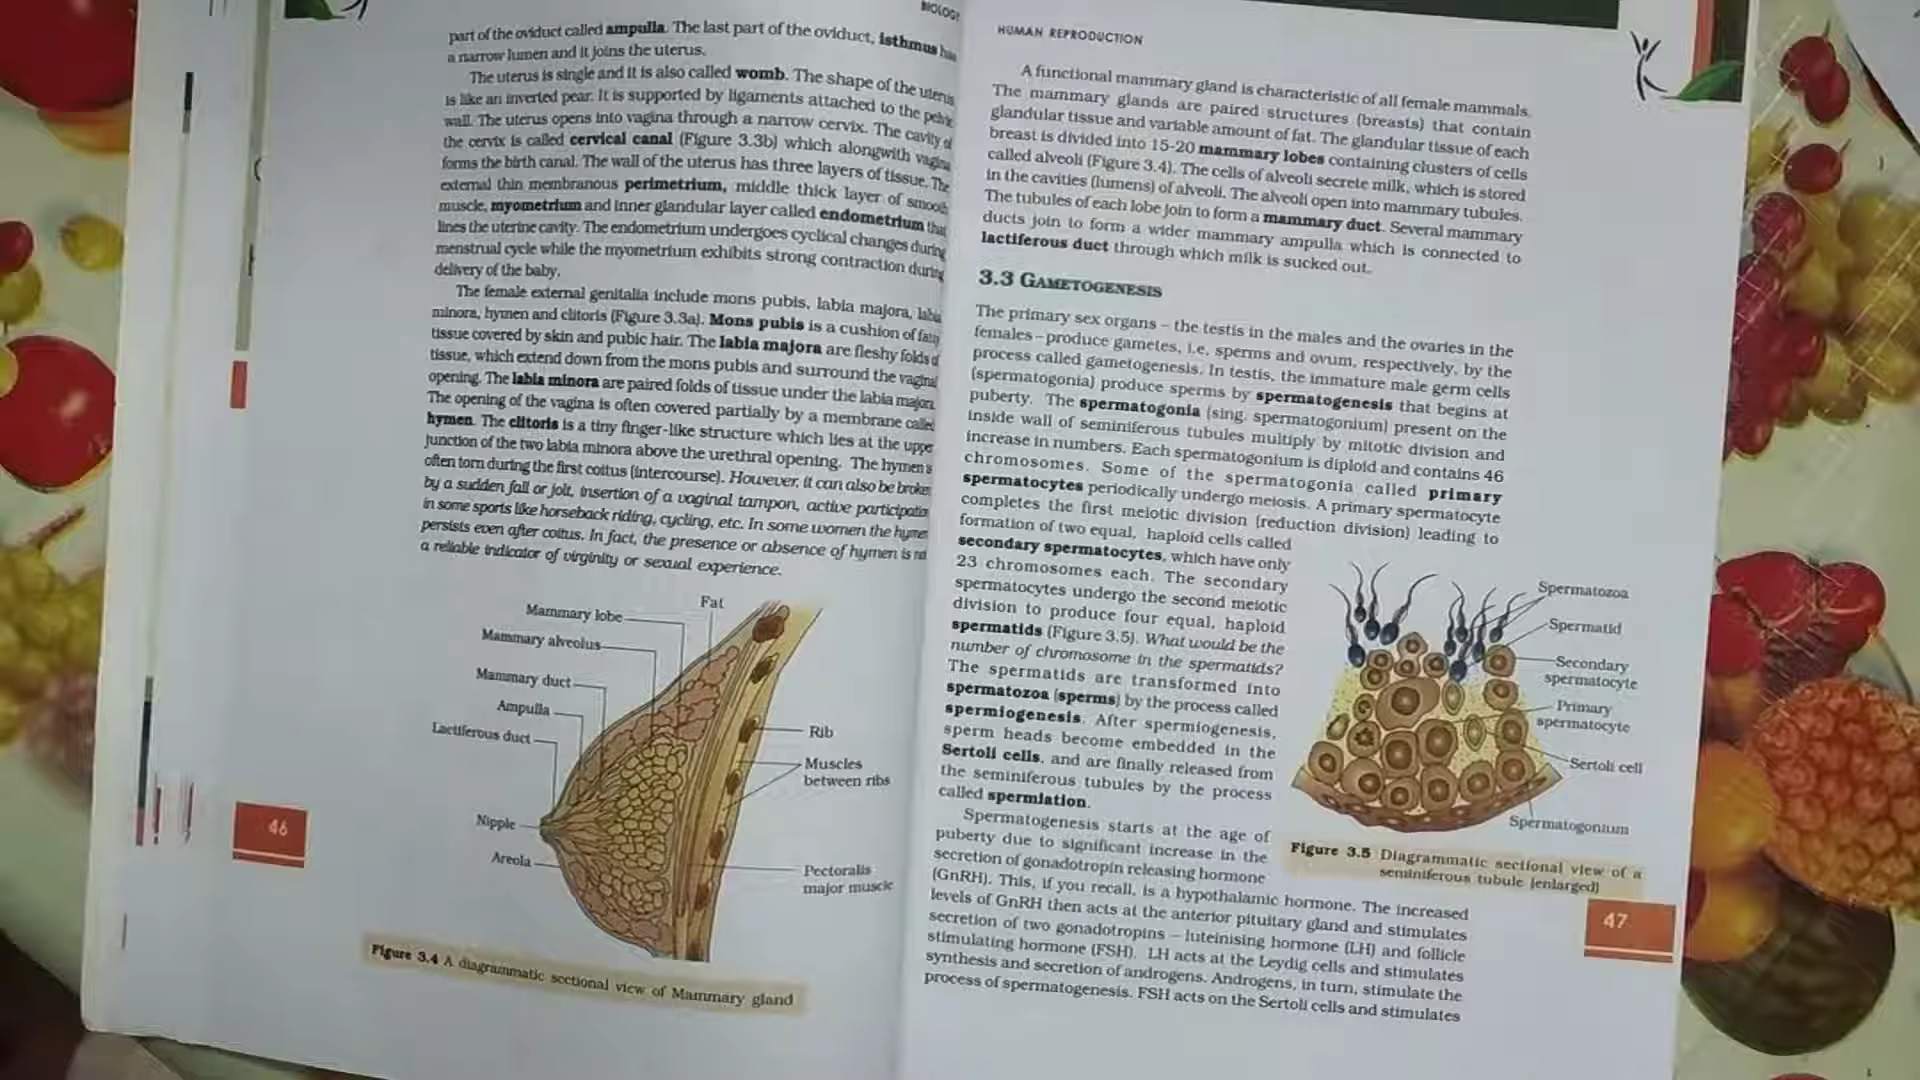 BIOLOGY
part of the oviduct called ampulla. The last part of the oviduct, isthmus has
a narrow lumen and it joins the uterus.
The uterus is single and it is also called womb. The shape of the uterus
is like an inverted pear. It is supported by ligaments attached to the pelvic
wall. The uterus opens into vagina through a narrow cervix. The cavity of
the cervix is called cervical canal (Figure 3.3b) which alongwith vagina
forms the birth canal. The wall of the uterus has three layers of tissue. The
external thin membranous perimetrium, middle thick layer of smooth
muscle, myometrium and inner glandular layer called endometrium that
lines the uterine cavity. The endometrium undergoes cyclical changes during
menstrual cycle while the myometrium exhibits strong contraction during
delivery of the baby.
The female external genitalia include mons pubis, labia majora, labia
minora, hymen and clitoris (Figure 3.3a). Mons pubis is a cushion of fatty
tissue covered by skin and pubic hair. The labia majora are fleshy folds of
tissue, which extend down from the mons pubis and surround the vaginal
opening. The labia minora are paired folds of tissue under the labia majora.
The opening of the vagina is often covered partially by a membrane called
hymen. The clitoris is a tiny finger-like structure which lies at the upper
junction of the two labia minora above the urethral opening. The hymen is
often torn during the first coitus (intercourse). However, it can also be broken
by a sudden fall or jolt, insertion of a vaginal tampon, active participation
in some sports like horseback riding, cycling, etc. In some women the hymen
persists even after coitus. In fact, the presence or absence of hymen is not
a reliable indicator of virginity or sexual experience.
Fat
Mammary lobe
Mammary alveolus
Mammary duct
Ampulla
Lactiferous duct
Rib
Muscles
between ribs
Nipple
Areola
Pectoralis
major muscle
46
Figure 3.4 A diagrammatic sectional view of Mammary gland
HUMAN REPRODUCTION
A functional mammary gland is characteristic of all female mammals.
The mammary glands are paired structures (breasts) that contain
glandular tissue and variable amount of fat. The glandular tissue of each
breast is divided into 15-20 mammary lobes containing clusters of cells
called alveoli (Figure 3.4). The cells of alveoli secrete milk, which is stored
in the cavities (lumens) of alveoli. The alveoli open into mammary tubules.
The tubules of each lobe join to form a mammary duct. Several mammary
ducts join to form a wider mammary ampulla which is connected to
lactiferous duct through which milk is sucked out.
3.3 GAMETOGENESIS
The primary sex organs – the testis in the males and the ovaries in the
females – produce gametes, i.e, sperms and ovum, respectively, by the
process called gametogenesis. In testis, the immature male germ cells
(spermatogonia) produce sperms by spermatogenesis that begins at
puberty. The spermatogonia (sing. spermatogonium) present on the
inside wall of seminiferous tubules multiply by mitotic division and
increase in numbers. Each spermatogonium is diploid and contains 46
chromosomes. Some of the spermatogonia called primary
spermatocytes periodically undergo meiosis. A primary spermatocyte
completes the first meiotic division (reduction division) leading to
formation of two equal, haploid cells called
secondary spermatocytes, which have only
23 chromosomes each. The secondary
spermatocytes undergo the second meiotic
division to produce four equal, haploid
spermatids (Figure 3.5). What would be the
number of chromosome in the spermatids?
The spermatids are transformed into
spermatozoa (sperms) by the process called
spermiogenesis. After spermiogenesis,
sperm heads become embedded in the
Sertoli cells, and are finally released from
the seminiferous tubules by the process
called spermiation.
Spermatogenesis starts at the age of
puberty due to significant increase in the
secretion of gonadotropin releasing hormone
(GnRH). This, if you recall, is a hypothalamic hormone. The increased
levels of GnRH then acts at the anterior pituitary gland and stimulates
secretion of two gonadotropins – luteinising hormone (LH) and follicle
stimulating hormone (FSH). LH acts at the Leydig cells and stimulates
synthesis and secretion of androgens. Androgens, in turn, stimulate the
process of spermatogenesis. FSH acts on the Sertoli cells and stimulates
Spermatozoa
Spermatid
Secondary
spermatocyte
Primary
spermatocyte
Sertoli cell
Spermatogonium
Figure 3.5 Diagrammatic sectional view of a
seminiferous tubule (enlarged)
47